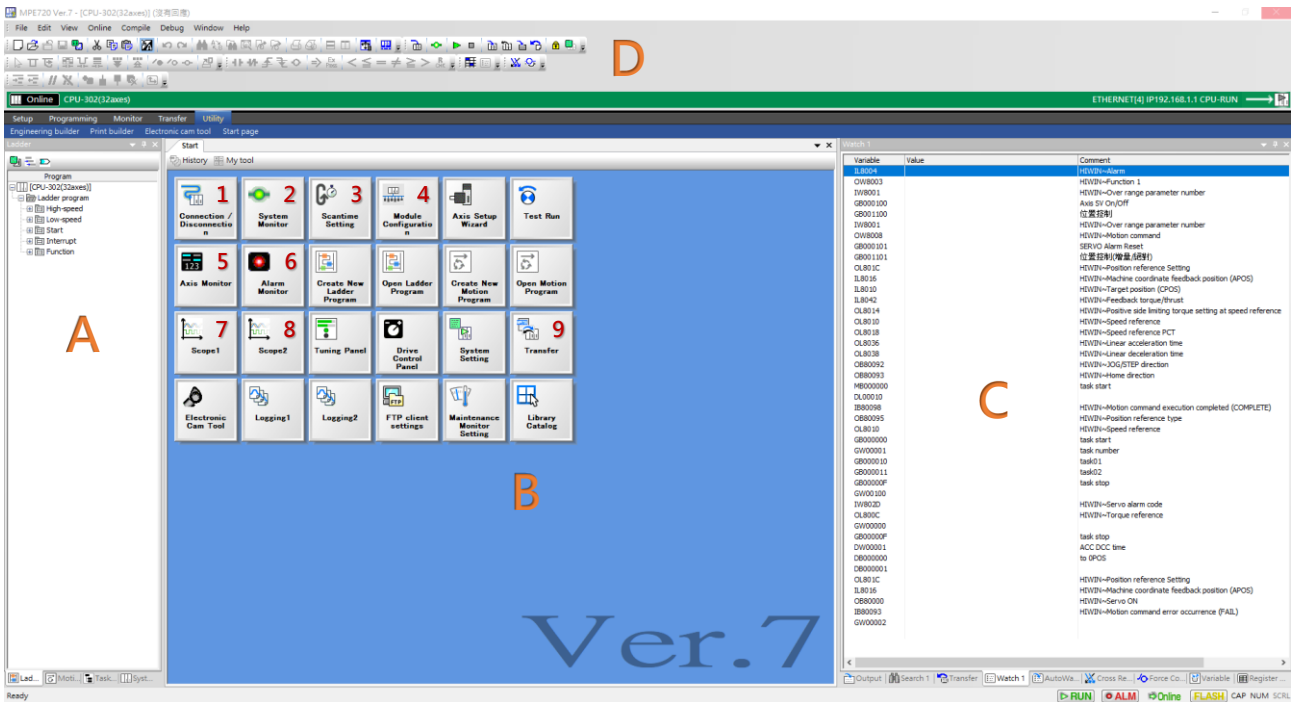 MPE720 Ver.7 - [CPU-302(32axes)] (沒有回應)
File Edit View Online Compile Debug Window Help
D
Online CPU-302(32axes) ETHERNET[4] IP192.168.1.1 CPU-RUN
Setup Programming Monitor Transfer Utility
Engineering builder Print builder Electronic cam tool Start page
Ladder
Program
[CPU-302(32axes)]
Ladder program
High-speed
Low-speed
Start
Interrupt
Function
A
Lad... Moti... Task... Syst...
Start
History My tool
1 2 3 4
Connection / Disconnectio n
System Monitor
Scantime Setting
Module Configuratio n
Axis Setup Wizard
Test Run
123 5 6
Axis Monitor
Alarm Monitor
Create New Ladder Program
Open Ladder Program
Create New Motion Program
Open Motion Program
7 8 9
Scope1
Scope2
Tuning Panel
Drive Control Panel
System Setting
Transfer
FTP
Electronic Cam Tool
Logging1
Logging2
FTP client settings
Maintenance Monitor Setting
Library Catalog
B
Ver.7
Watch 1
Variable Value Comment
IL8004 HIWIN~Alarm
OW8003 HIWIN~Function 1
IW8001 HIWIN~Over range parameter number
GB000100 Axis SV On/Off
GB001100 位置控制
IW8001 HIWIN~Over range parameter number
OW8008 HIWIN~Motion command
GB000101 SERVO Alarm Reset
GB001101 位置控制(增量/絕對)
OL801C HIWIN~Position reference Setting
IL8016 HIWIN~Machine coordinate feedback position (APOS)
IL8010 HIWIN~Target position (CPOS)
IL8042 HIWIN~Feedback torque/thrust
OL8014 HIWIN~Positive side limiting torque setting at speed reference
OL8010 HIWIN~Speed reference
OL8018 HIWIN~Speed reference PCT
OL8036 HIWIN~Linear acceleration time
OL8038 HIWIN~Linear deceleration time
OB80092 HIWIN~JOG/STEP direction
OB80093 HIWIN~Home direction
MB000000 task start
DL00010
IB80098 HIWIN~Motion command execution completed (COMPLETE)
OB80095 HIWIN~Position reference type
OL8010 HIWIN~Speed reference
GB000000 task start
GW00001 task number
GB000010 task01
GB000011 task02
GB00000F task stop
GW00100
IW802D HIWIN~Servo alarm code
OL800C HIWIN~Torque reference
GW00000
GB00000F task stop
DW00001 ACC DCC time
DB000000 to 0POS
DB000001
OL801C HIWIN~Position reference Setting
IL8016 HIWIN~Machine coordinate feedback position (APOS)
OB80000 HIWIN~Servo ON
IB80093 HIWIN~Motion command error occurrence (FAIL)
GW00002
C
Output Search 1 Transfer Watch 1 AutoWa... Cross Re... Force Co... Variable Register ...
Ready RUN ALM Online FLASH CAP NUM SCRL